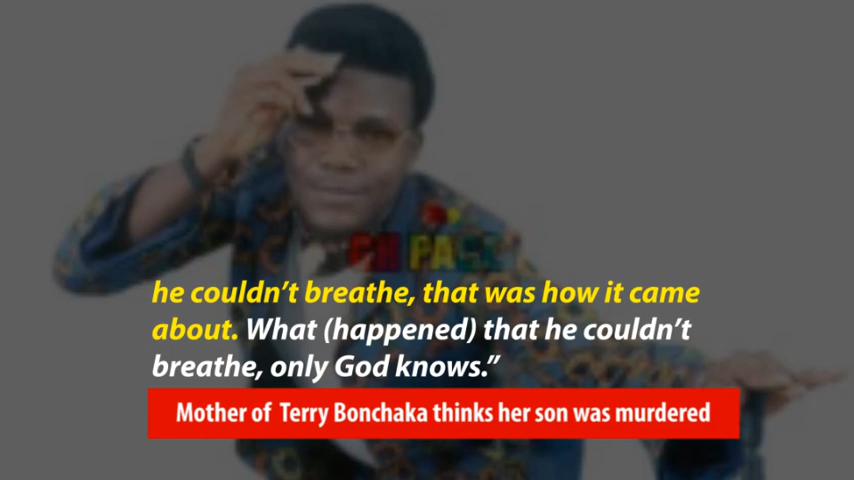 he couldn’t breathe, that was how it came
about. What (happened) that he couldn’t
breathe, only God knows.”
Mother of Terry Bonchaka thinks her son was murdered